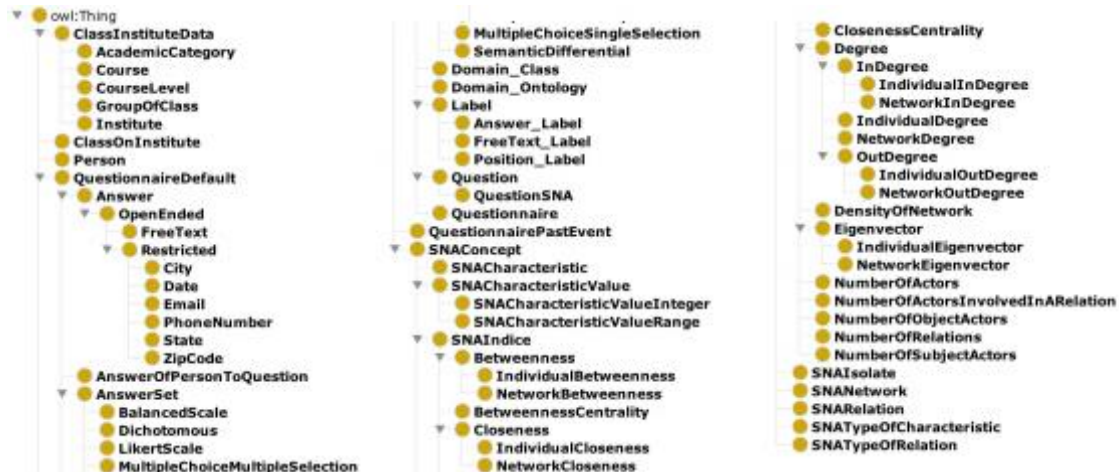 owl:Thing
ClassInstituteData
AcademicCategory
Course
CourseLevel
GroupOfClass
Institute
ClassOnInstitute
Person
QuestionnaireDefault
Answer
OpenEnded
FreeText
Restricted
City
Date
Email
PhoneNumber
State
ZipCode
AnswerOfPersonToQuestion
AnswerSet
BalancedScale
Dichotomous
LikertScale
MultipleChoiceMultipleSelection
MultipleChoiceSingleSelection
SemanticDifferential
Domain_Class
Domain_Ontology
Label
Answer_Label
FreeText_Label
Position_Label
Question
QuestionSNA
Questionnaire
QuestionnairePastEvent
SNAConcept
SNACharacteristic
SNACharacteristicValue
SNACharacteristicValueInteger
SNACharacteristicValueRange
SNAIndice
Betweenness
IndividualBetweenness
NetworkBetweenness
BetweennessCentrality
Closeness
IndividualCloseness
NetworkCloseness
ClosenessCentrality
Degree
InDegree
IndividualInDegree
NetworkInDegree
IndividualDegree
NetworkDegree
OutDegree
IndividualOutDegree
NetworkOutDegree
DensityOfNetwork
Eigenvector
IndividualEigenvector
NetworkEigenvector
NumberOfActors
NumberOfActorsInvolvedInARelation
NumberOfObjectActors
NumberOfRelations
NumberOfSubjectActors
SNAIsolate
SNANetwork
SNARelation
SNATypeOfCharacteristic
SNATypeOfRelation